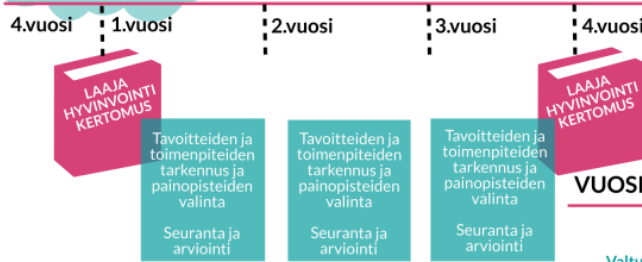 4.vuosi 1.vuosi 2.vuosi 3.vuosi 4.vuosi
LAAJA
HYVINVOINTI
KERTOMUS
Tavoitteiden ja
toimenpiteiden
tarkennus ja
painopisteiden
valinta
Seuranta ja
arviointi
Tavoitteiden ja
toimenpiteiden
tarkennus ja
painopisteiden
valinta
Seuranta ja
arviointi
Tavoitteiden ja
toimenpiteiden
tarkennus ja
painopisteiden
valinta
Seuranta ja
arviointi
LAAJA
HYVINVOINTI
KERTOMUS
VUOSI